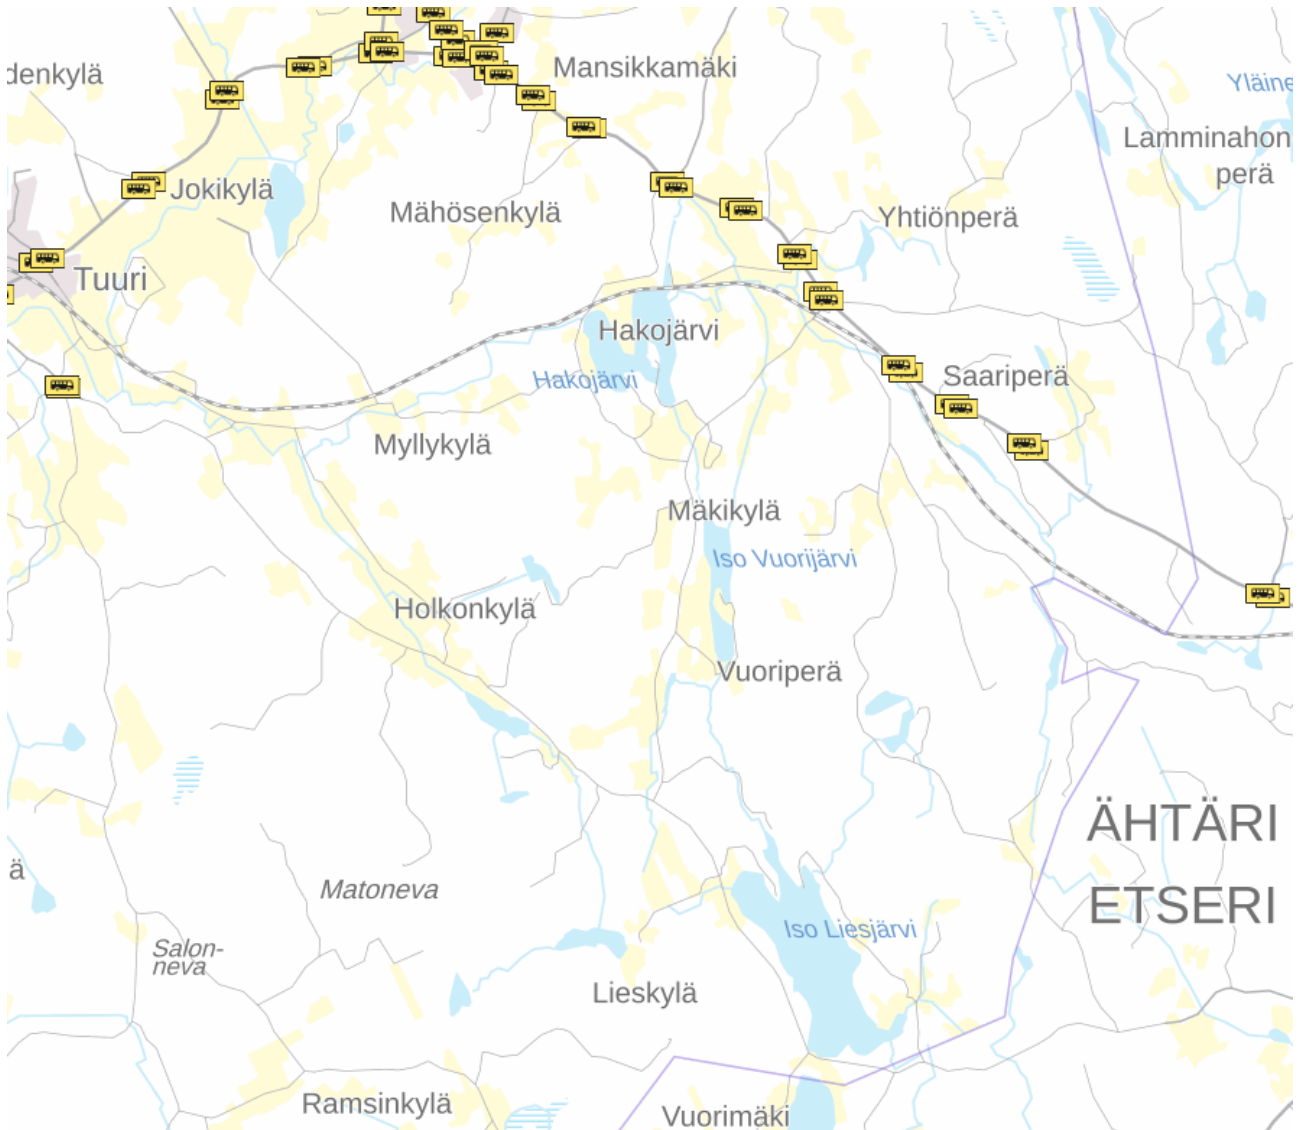 Mansikkamäki
denkylä
Yläine
Lamminahon
perä
Jokikylä
Mähösenkylä
Yhtiönperä
Tuuri
Hakojärvi
Hakojärvi
Saariperä
Myllykylä
Mäkikylä
Iso Vuorijärvi
Holkonkylä
Vuoriperä
ÄHTÄRI
ä
Matoneva
ETSERI
Iso Liesjärvi
Salon-
neva
Lieskylä
Ramsinkylä
Vuorimäki